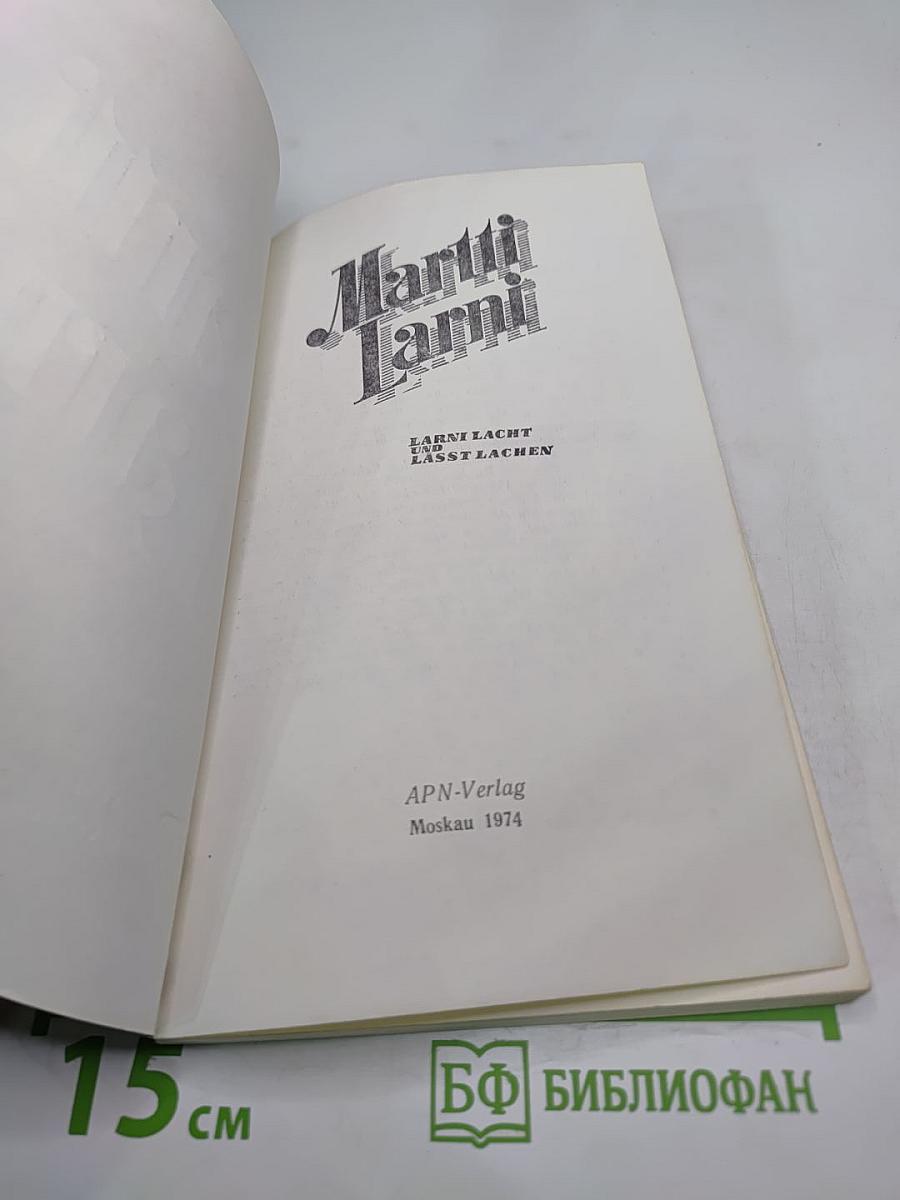 Martti
Larni
LARNI LACHT
UND
LÄSST LACHEN
APN-Verlag
Moskau 1974
15 см
БФ БИБЛИОФАН